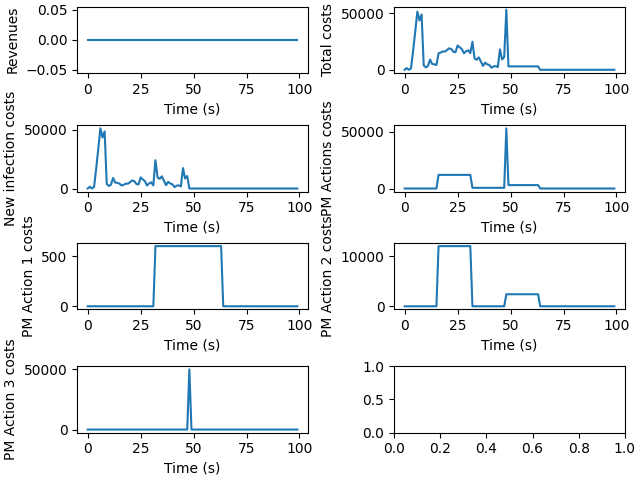 Revenues
0.05
0.00
−0.05
0 25 50 75 100
Time (s)
Total costs
50000
0
0 25 50 75 100
Time (s)
New infection costs
50000
0
0 25 50 75 100
Time (s)
PM Actions costs
50000
0
0 25 50 75 100
Time (s)
PM Action 1 costs
500
0
0 25 50 75 100
Time (s)
PM Action 2 costs
10000
0
0 25 50 75 100
Time (s)
PM Action 3 costs
50000
0
0 25 50 75 100
Time (s)
1.0
0.5
0.0
0.0 0.2 0.4 0.6 0.8 1.0